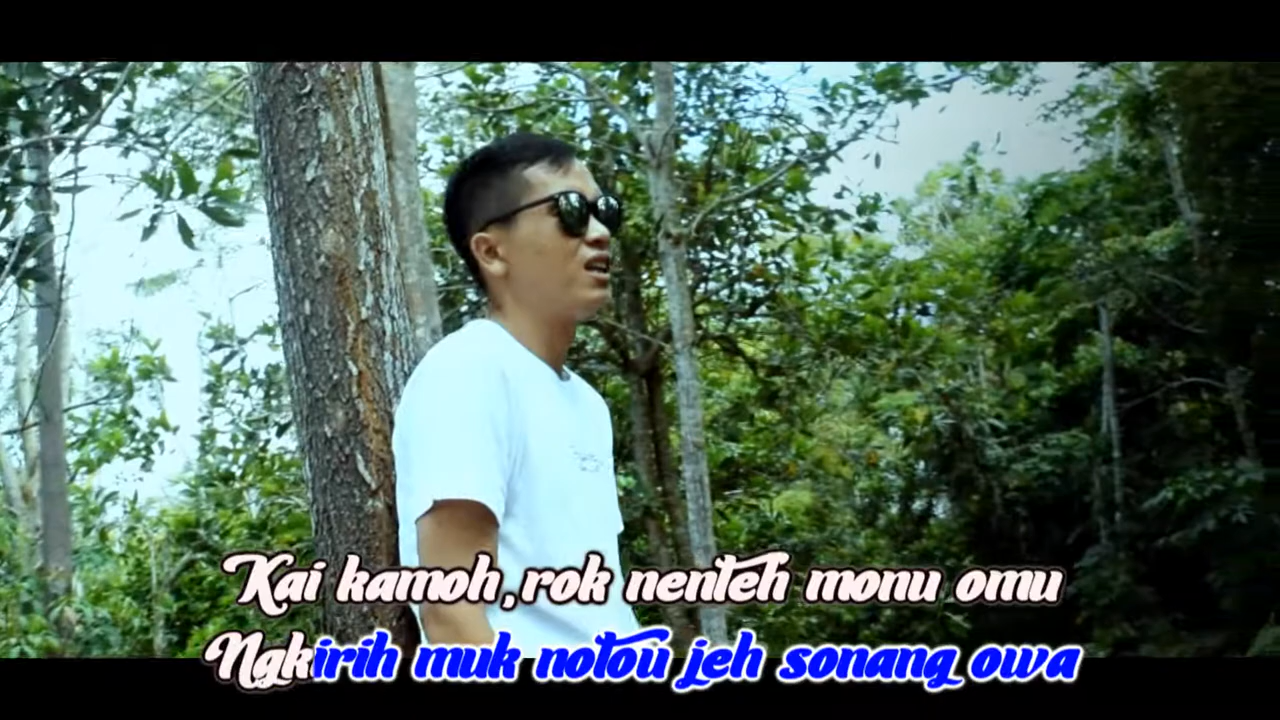 Kai kamoh,rok nenteh monu omu
Ngkirih muk notou jeh sonang owa